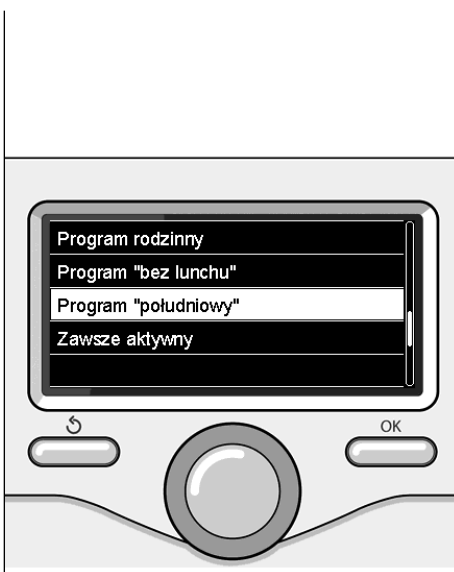 Program rodzinny
Program "bez lunchu"
Program "południowy"
Zawsze aktywny
OK